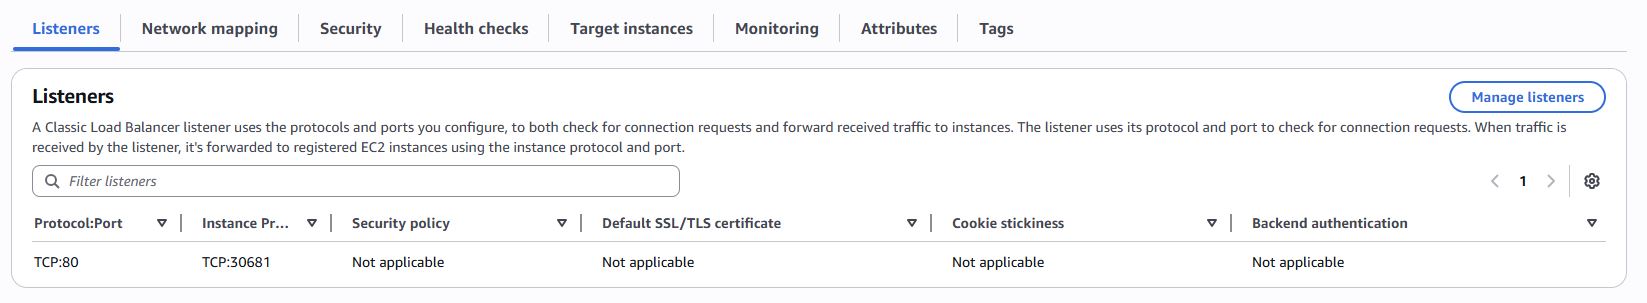 Listeners Network mapping Security Health checks Target instances Monitoring Attributes Tags
Listeners
Manage listeners
A Classic Load Balancer listener uses the protocols and ports you configure, to both check for connection requests and forward received traffic to instances. The listener uses its protocol and port to check for connection requests. When traffic is
received by the listener, it's forwarded to registered EC2 instances using the instance protocol and port.
Filter listeners
1
Protocol:Port Instance Pr... Security policy Default SSL/TLS certificate Cookie stickiness Backend authentication
TCP:80 TCP:30681 Not applicable Not applicable Not applicable Not applicable